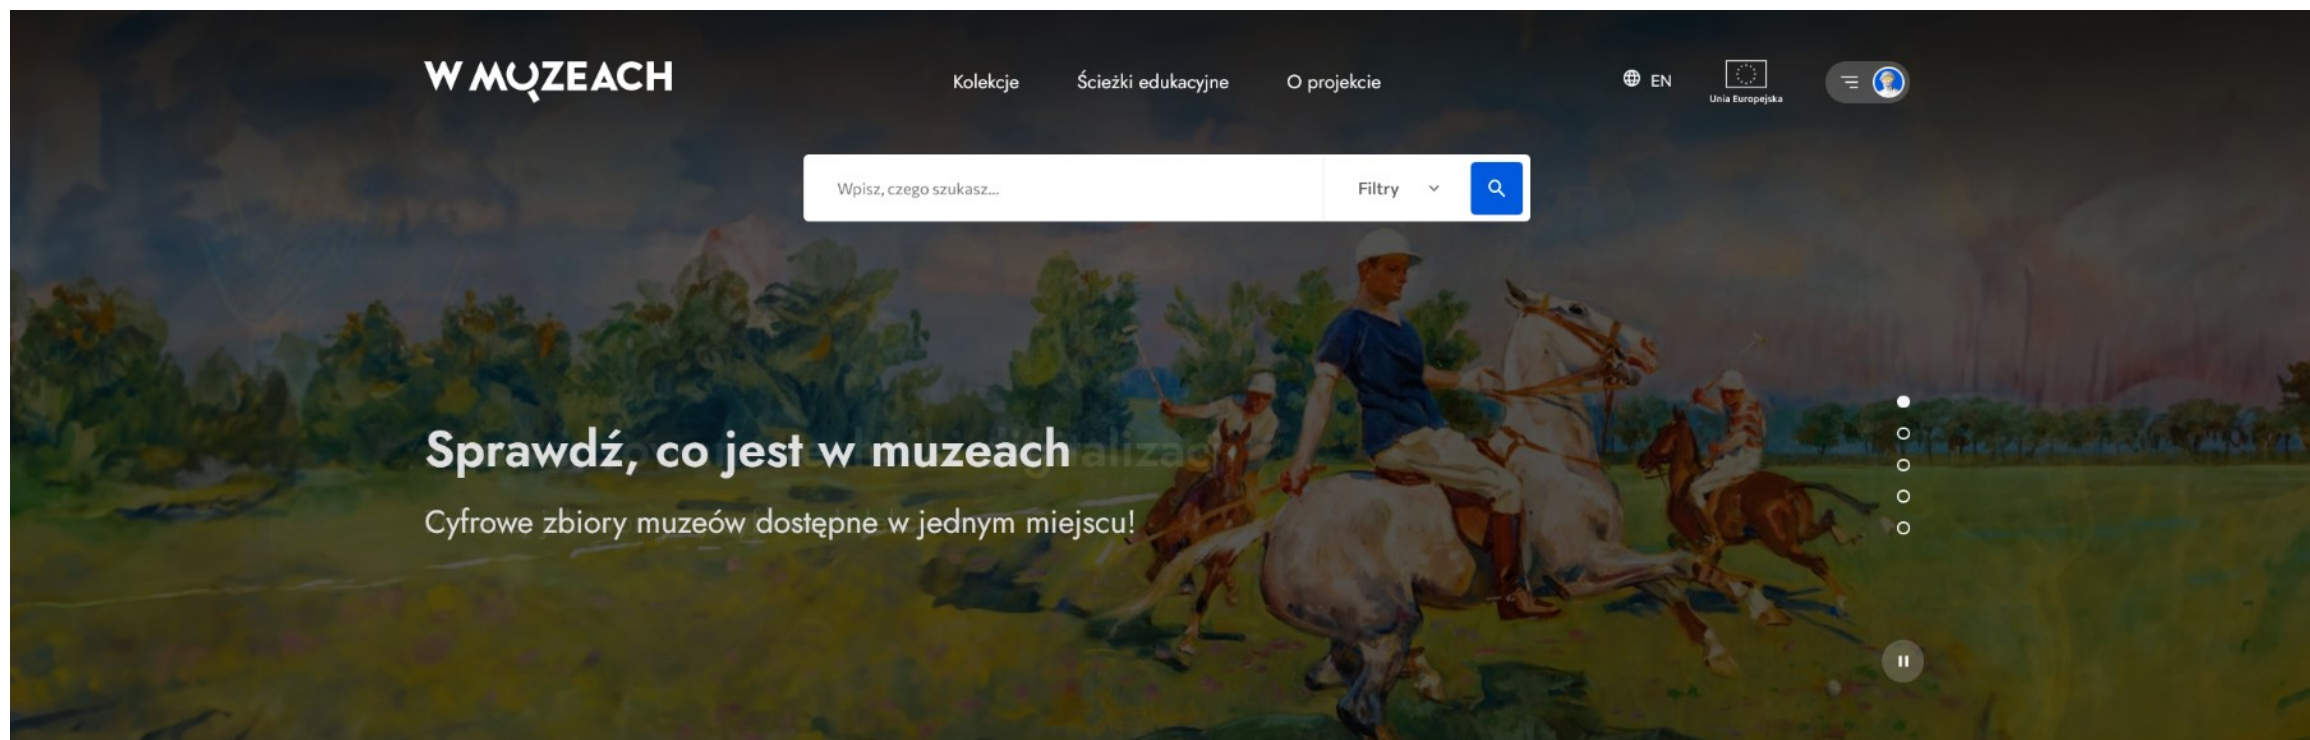 W MUZEACH
Kolekcje
Ścieżki edukacyjne
O projekcie
EN
Unia Europejska
Wpisz, czego szukasz...
Filtry
Sprawdź, co jest w muzeach
Cyfrowe zbiory muzeów dostępne w jednym miejscu!